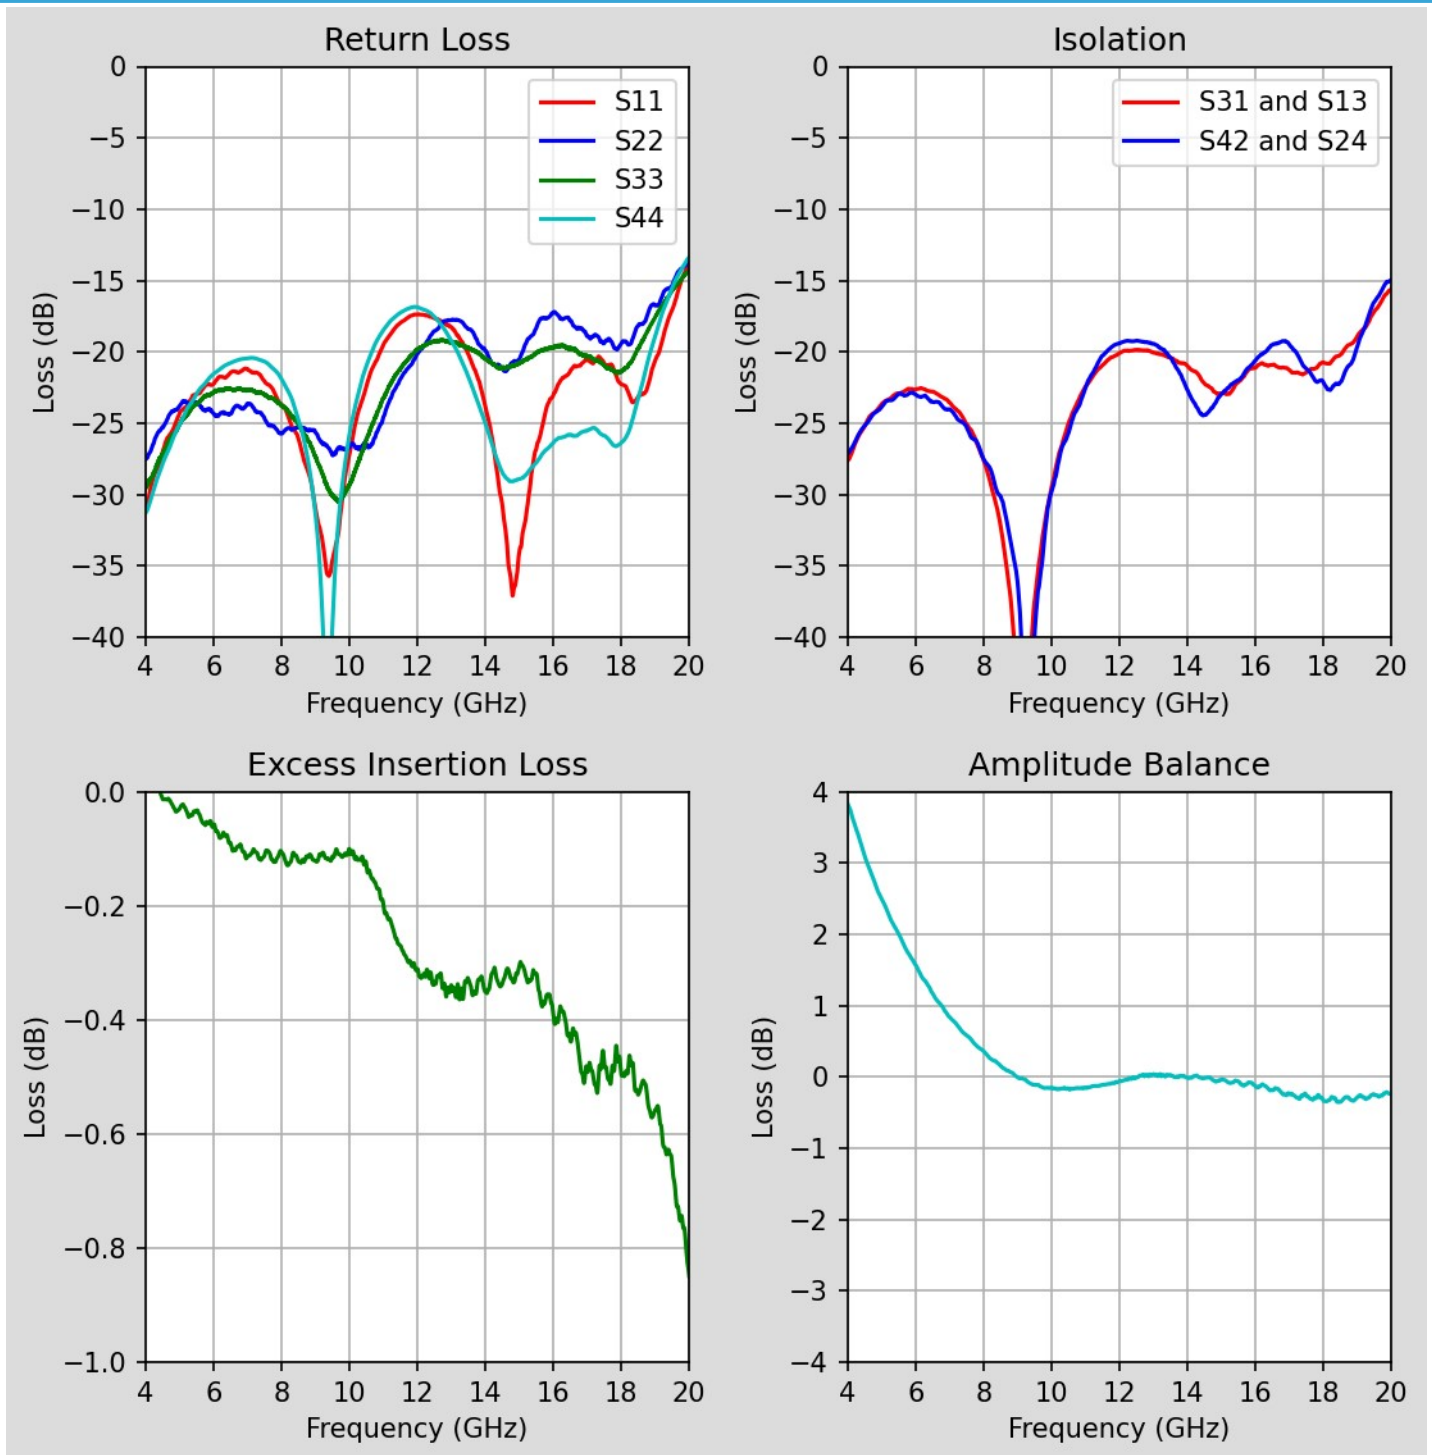 Return Loss
0
−5
−10
−15
−20
−25
−30
−35
−40
Loss (dB)
S11
S22
S33
S44
4 6 8 10 12 14 16 18 20
Frequency (GHz)
Isolation
0
−5
−10
−15
−20
−25
−30
−35
−40
Loss (dB)
S31 and S13
S42 and S24
4 6 8 10 12 14 16 18 20
Frequency (GHz)
Excess Insertion Loss
0.0
−0.2
−0.4
−0.6
−0.8
−1.0
Loss (dB)
4 6 8 10 12 14 16 18 20
Frequency (GHz)
Amplitude Balance
4
3
2
1
0
−1
−2
−3
−4
Loss (dB)
4 6 8 10 12 14 16 18 20
Frequency (GHz)